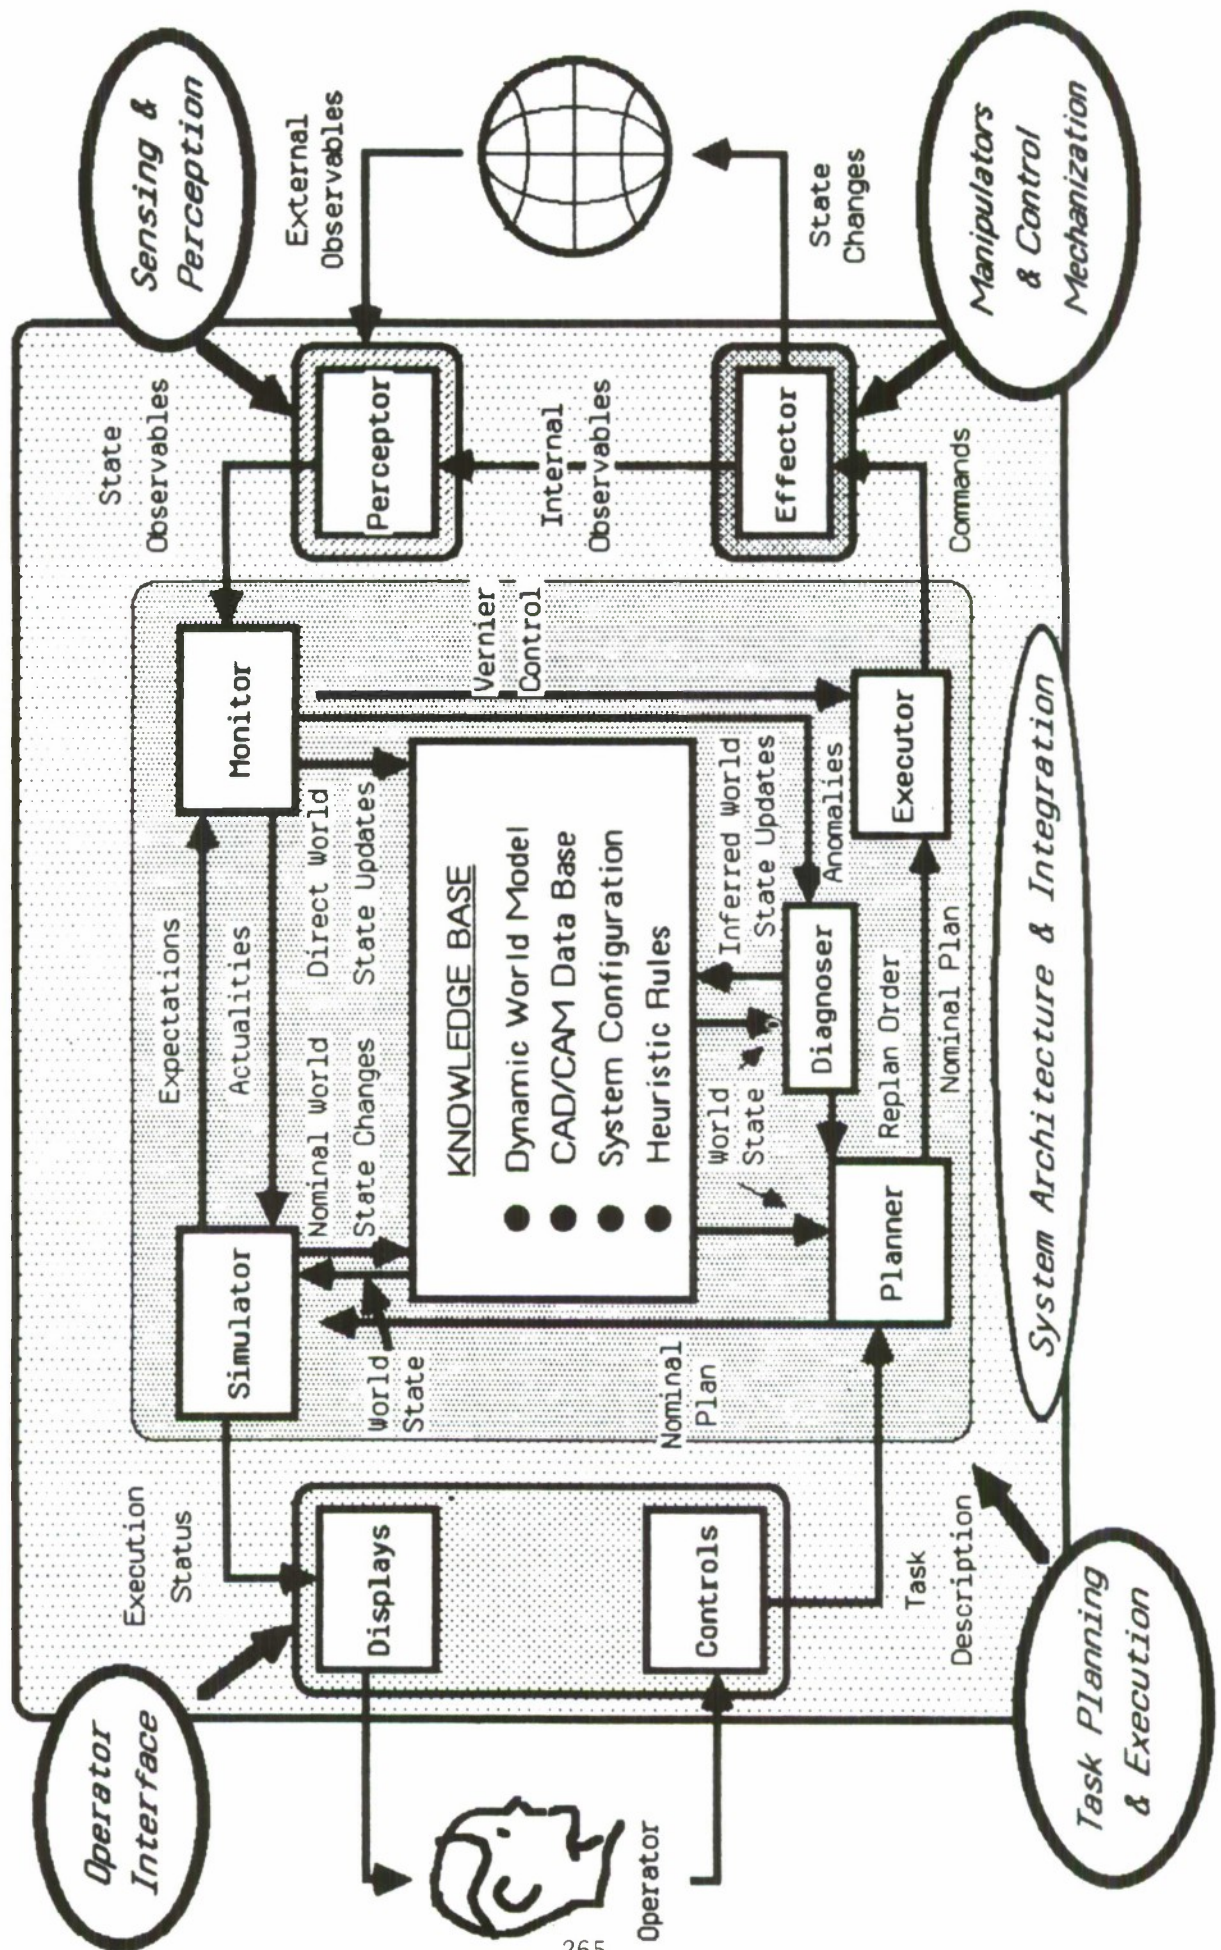 Operator
Interface
Sensing &
Perception
Execution
Status
Expectations
Actualities
State
Observables
External
Observables
Simulator
Monitor
Nominal World
State Changes
Direct World
State Updates
World
State
Displays
Perceptor
KNOWLEDGE BASE
● Dynamic World Model
● CAD/CAM Data Base
● System Configuration
● Heuristic Rules
Vernier
Control
Internal
Observables
Operator
Controls
Nominal
Plan
World
State
Inferred World
State Updates
Diagnoser
Anomalies
Effector
State
Changes
Planner
Replan Order
Executor
Nominal Plan
Commands
Task
Description
System Architecture & Integration
Task Planning
& Execution
Manipulators
& Control
Mechanization
265